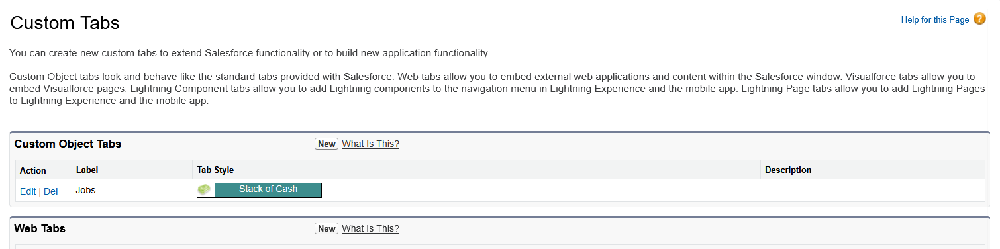 Custom Tabs
Help for this Page ?
You can create new custom tabs to extend Salesforce functionality or to build new application functionality.
Custom Object tabs look and behave like the standard tabs provided with Salesforce. Web tabs allow you to embed external web applications and content within the Salesforce window. Visualforce tabs allow you to
embed Visualforce pages. Lightning Component tabs allow you to add Lightning components to the navigation menu in Lightning Experience and the mobile app. Lightning Page tabs allow you to add Lightning Pages
to Lightning Experience and the mobile app.
Custom Object Tabs New What Is This?
Action Label Tab Style Description
Edit | Del Jobs Stack of Cash
Web Tabs New What Is This?